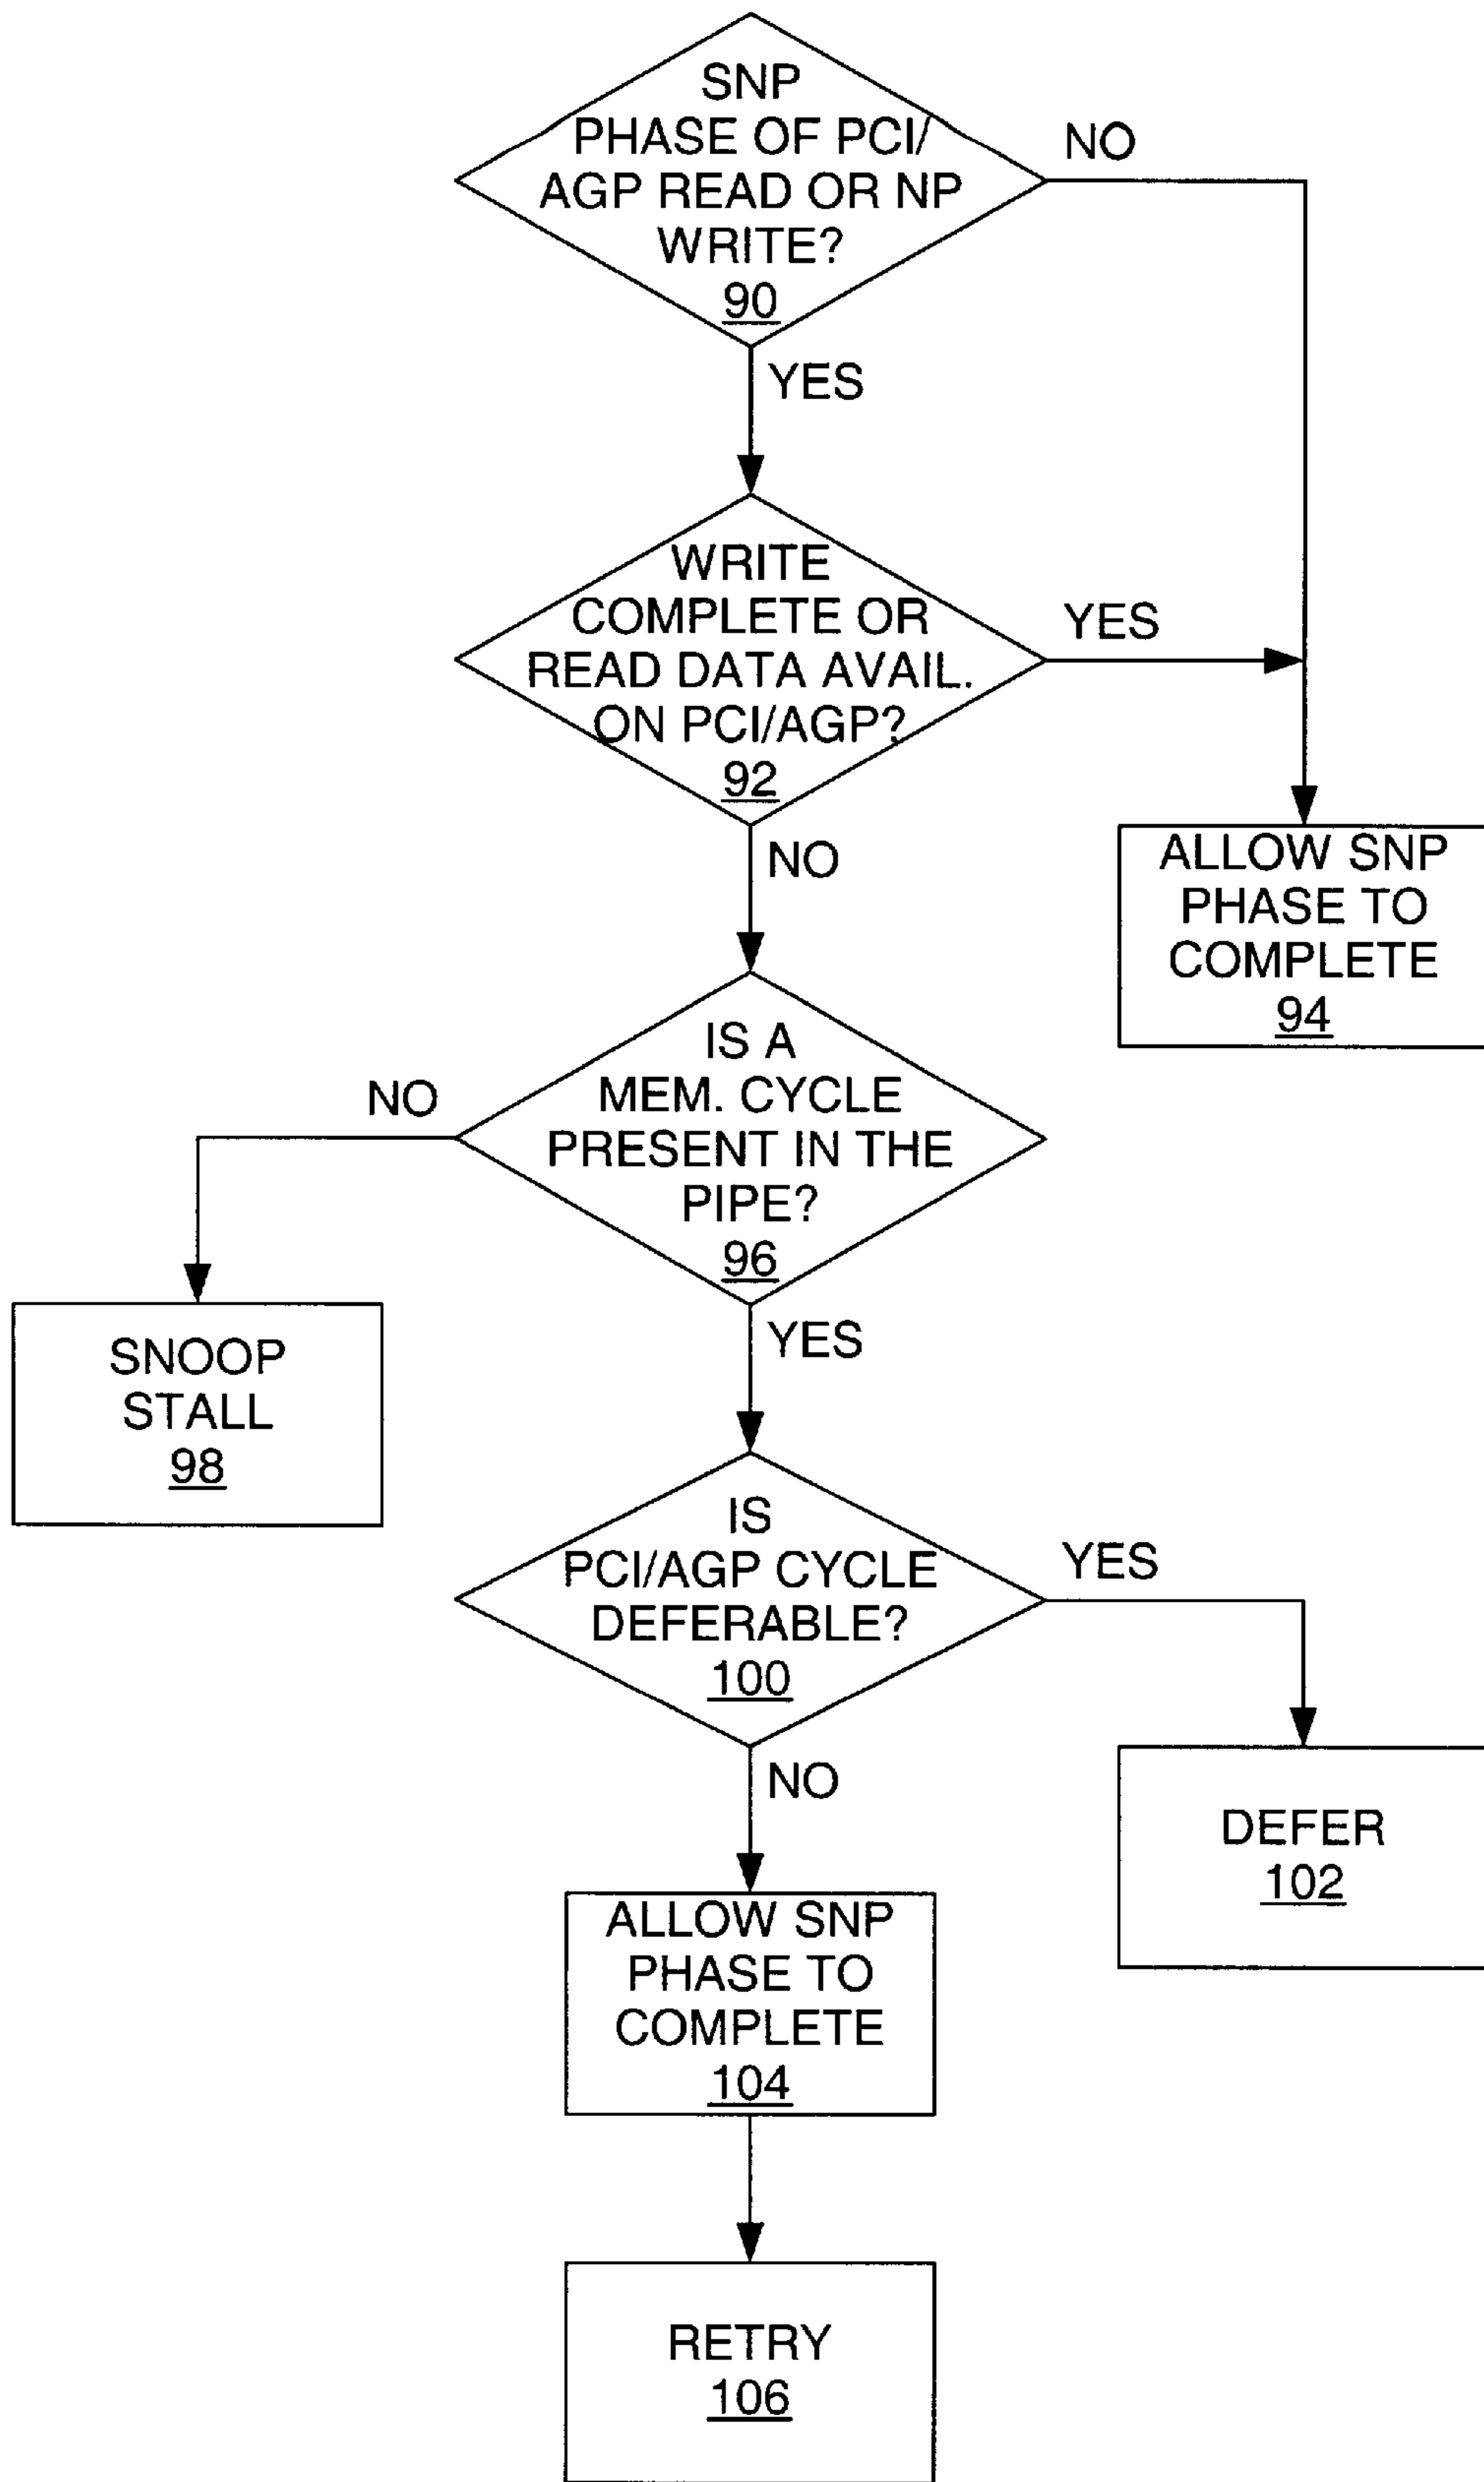 SNP
PHASE OF PCI/
AGP READ OR NP
WRITE?
90
NO
YES
WRITE
COMPLETE OR
READ DATA AVAIL.
ON PCI/AGP?
92
YES
NO
ALLOW SNP
PHASE TO
COMPLETE
94
IS A
MEM. CYCLE
PRESENT IN THE
PIPE?
96
NO
YES
SNOOP
STALL
98
IS
PCI/AGP CYCLE
DEFERABLE?
100
YES
NO
DEFER
102
ALLOW SNP
PHASE TO
COMPLETE
104
RETRY
106